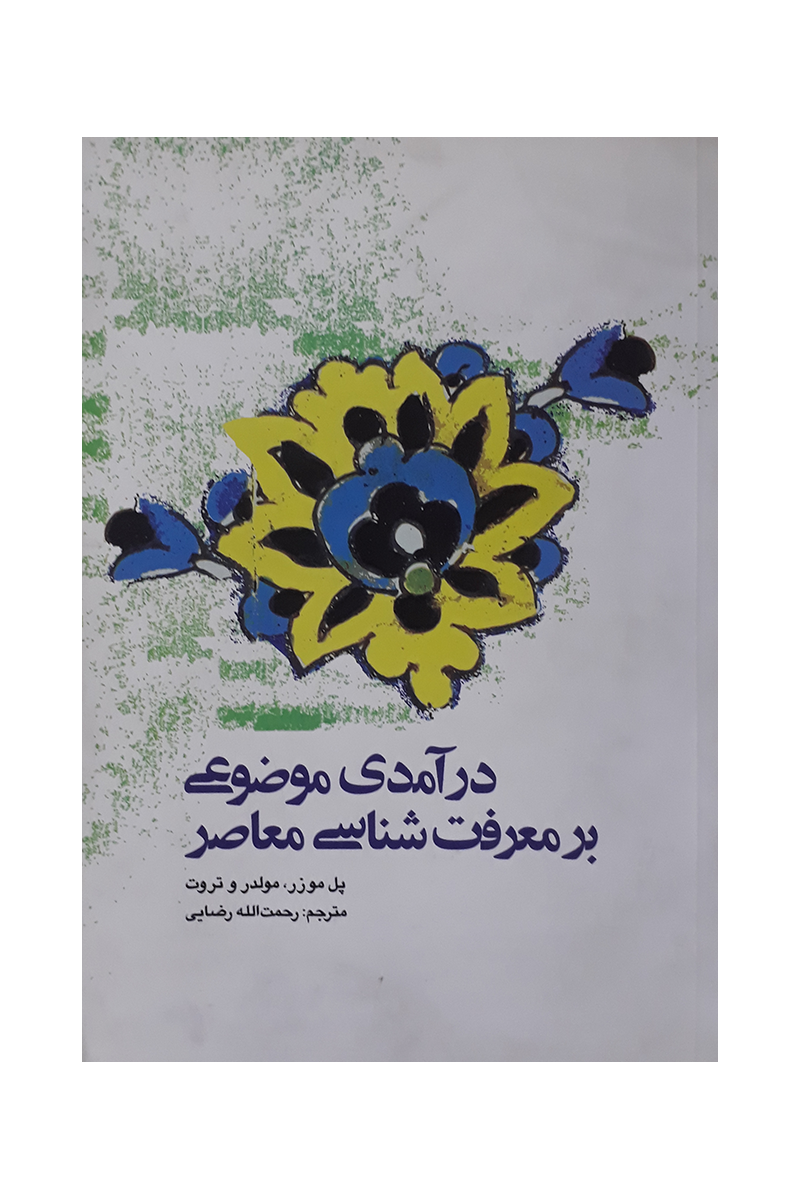 درآمدی موضوعی
بر معرفت شناسی معاصر
پل موزر، مولدر و تروت
مترجم: رحمت‌الله رضایی